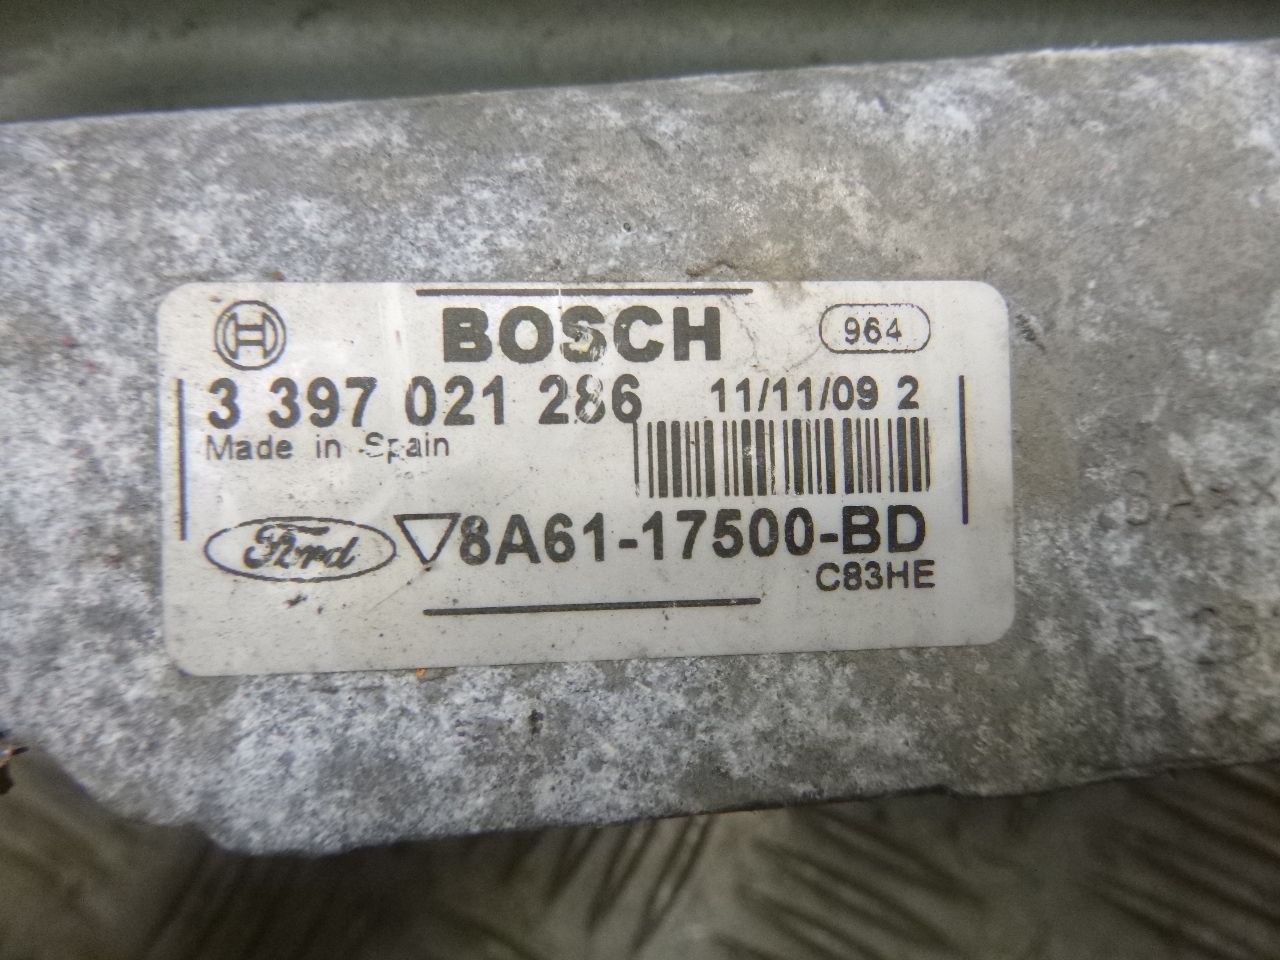 BOSCH 964
3 397 021 286 11/11/09 2
Made in Spain
Ford 8A61-17500-BD
C83HE